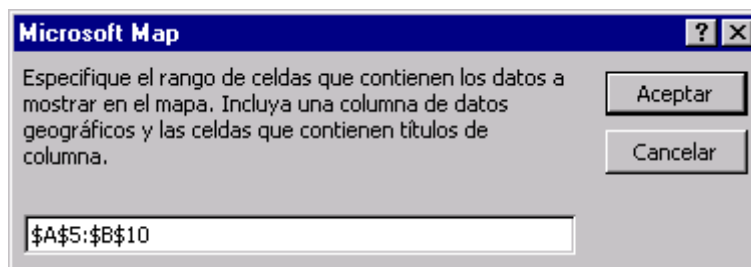 Microsoft Map
Especifique el rango de celdas que contienen los datos a
mostrar en el mapa. Incluya una columna de datos
geográficos y las celdas que contienen títulos de
columna.
Aceptar
Cancelar
$A$5:$B$10